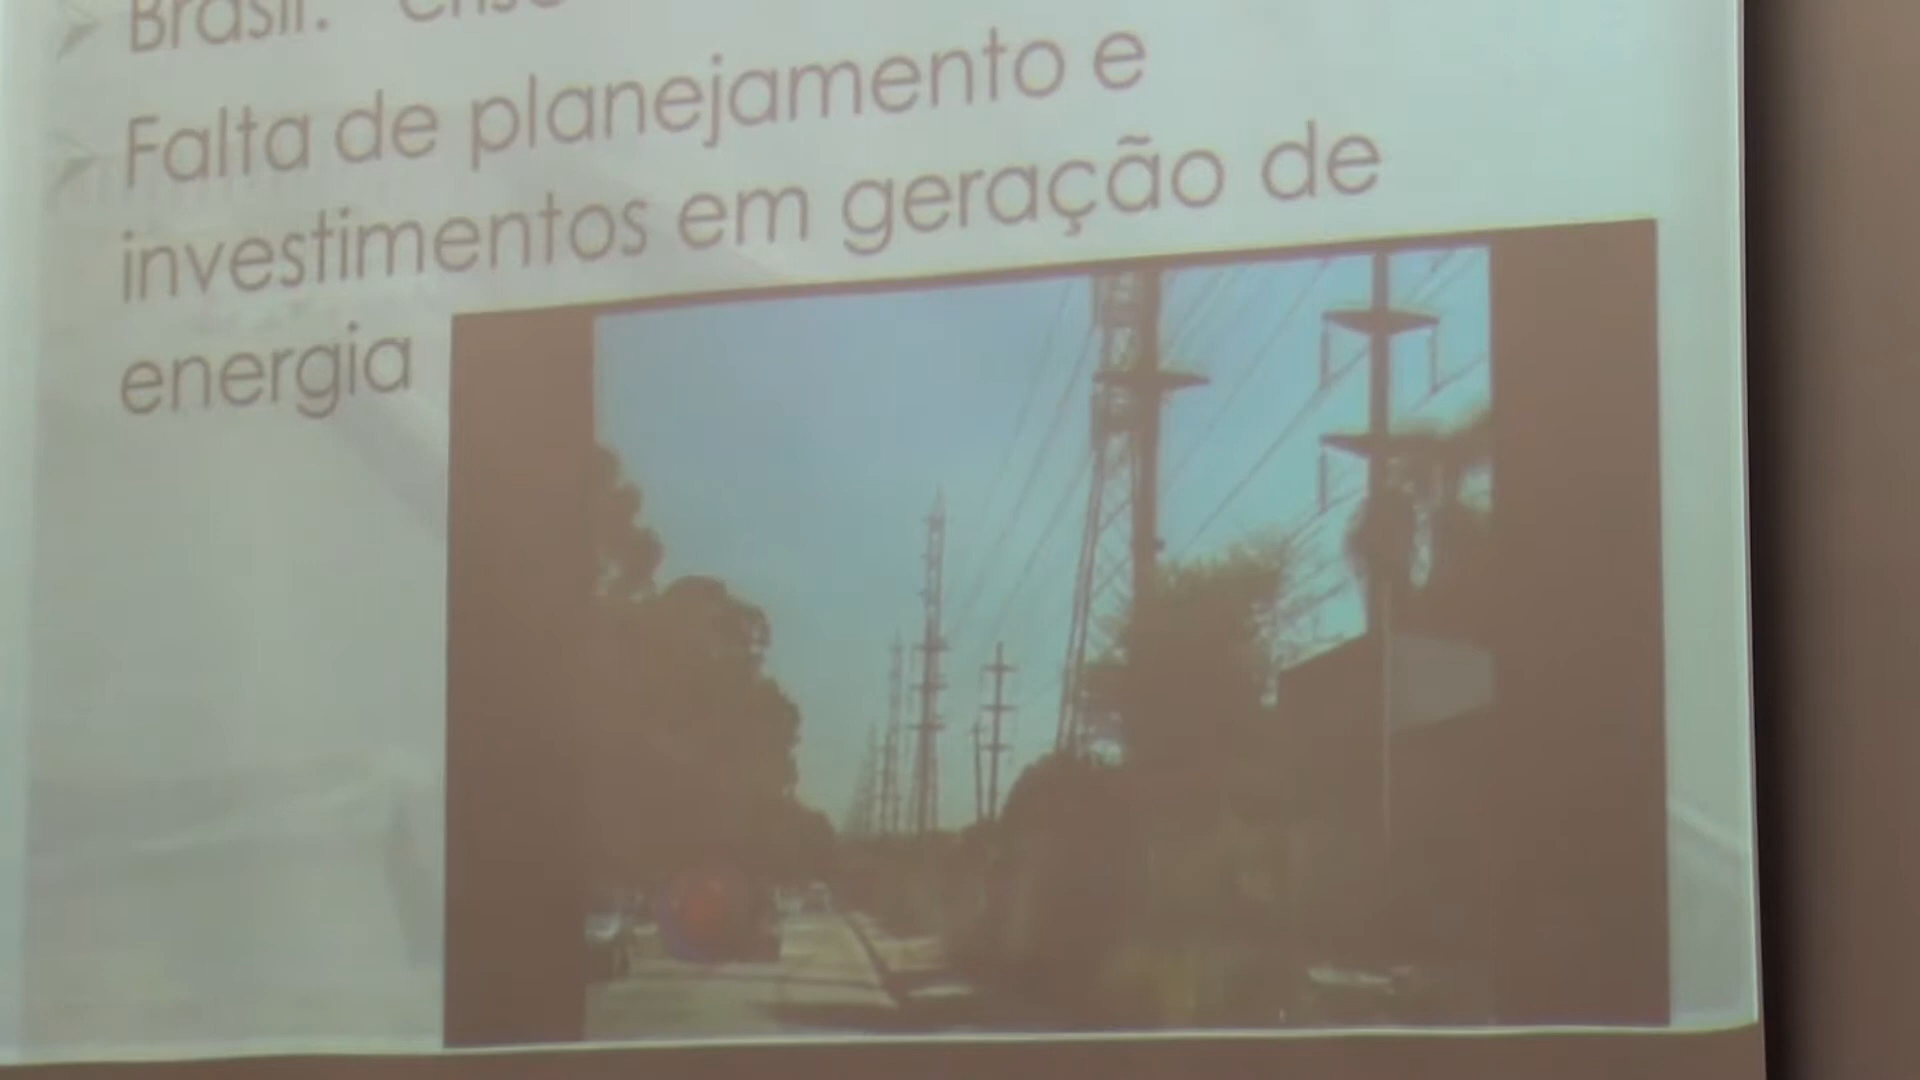 Brasil:
Falta de planejamento e
investimentos em geração de
energia